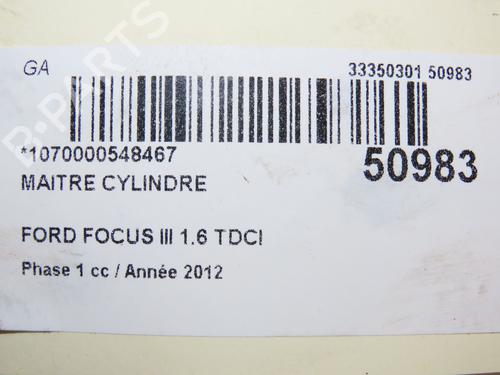 GA
33350301 50983
*1070000548467
50983
MAITRE CYLINDRE
FORD FOCUS III 1.6 TDCI
Phase 1 cc / Année 2012
B-PARTS